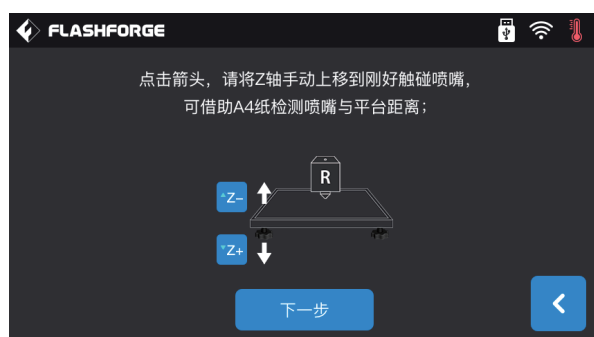 FLASHFORGE
点击箭头，请将Z轴手动上移到刚好触碰喷嘴，
可借助A4纸检测喷嘴与平台距离；
R
Z-
Z+
下一步